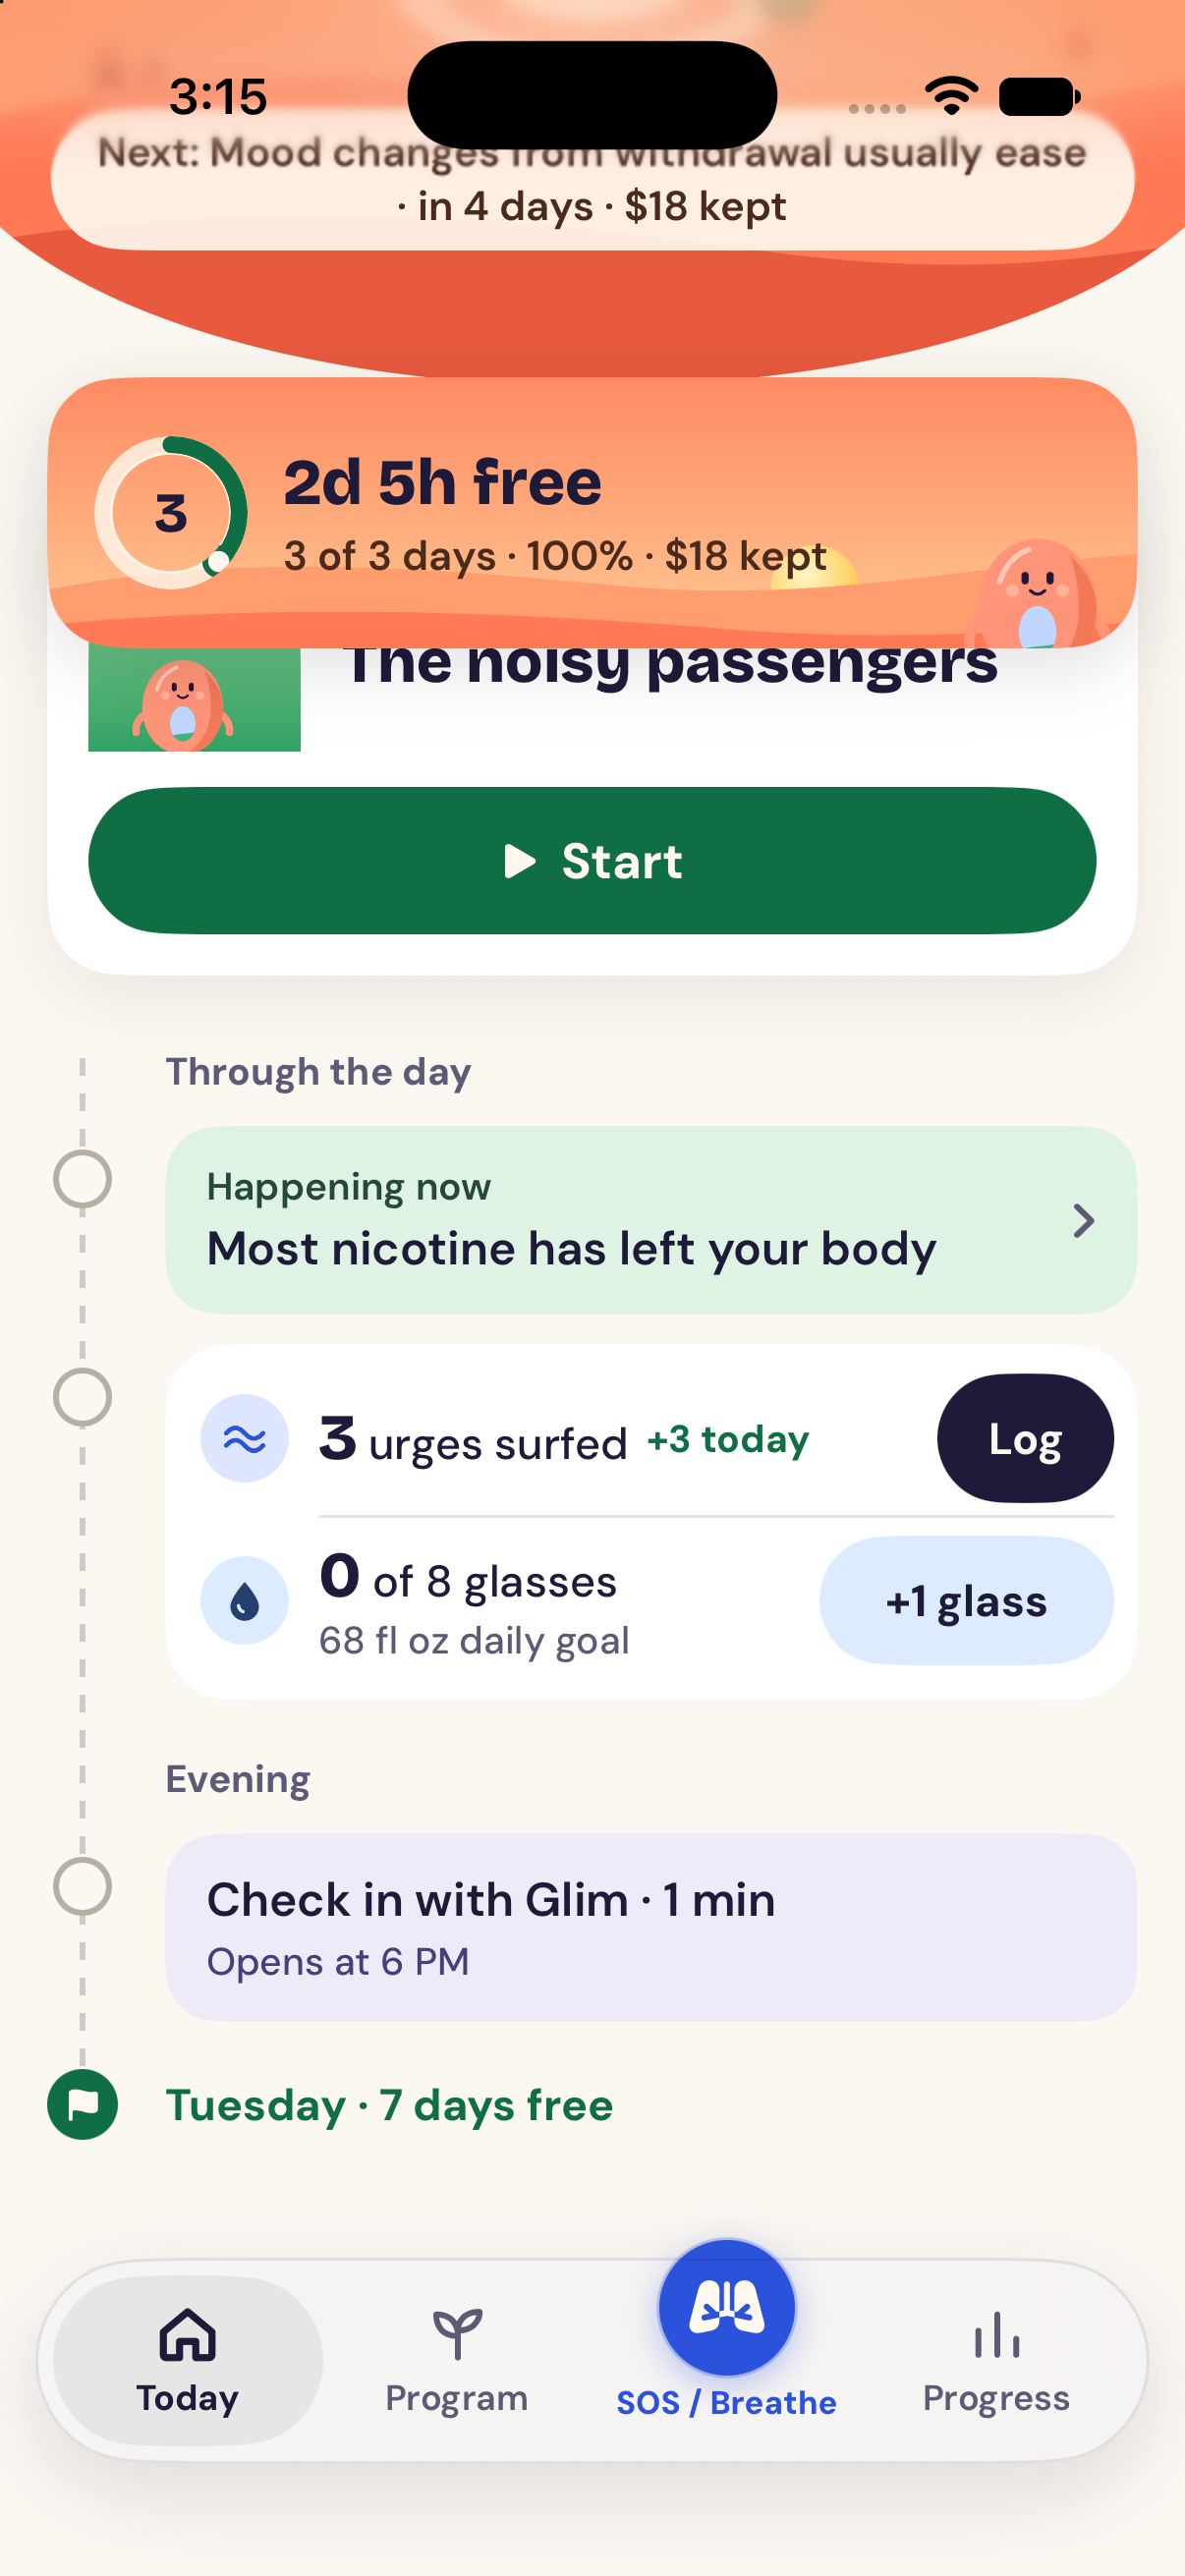 3:15
Next: Mood changes from withdrawal usually ease
· in 4 days · $18 kept
3
2d 5h free
3 of 3 days · 100% · $18 kept
The noisy passengers
Start
Through the day
Happening now
Most nicotine has left your body
3 urges surfed +3 today
Log
0 of 8 glasses
68 fl oz daily goal
+1 glass
Evening
Check in with Glim · 1 min
Opens at 6 PM
Tuesday · 7 days free
Today
Program
SOS / Breathe
Progress